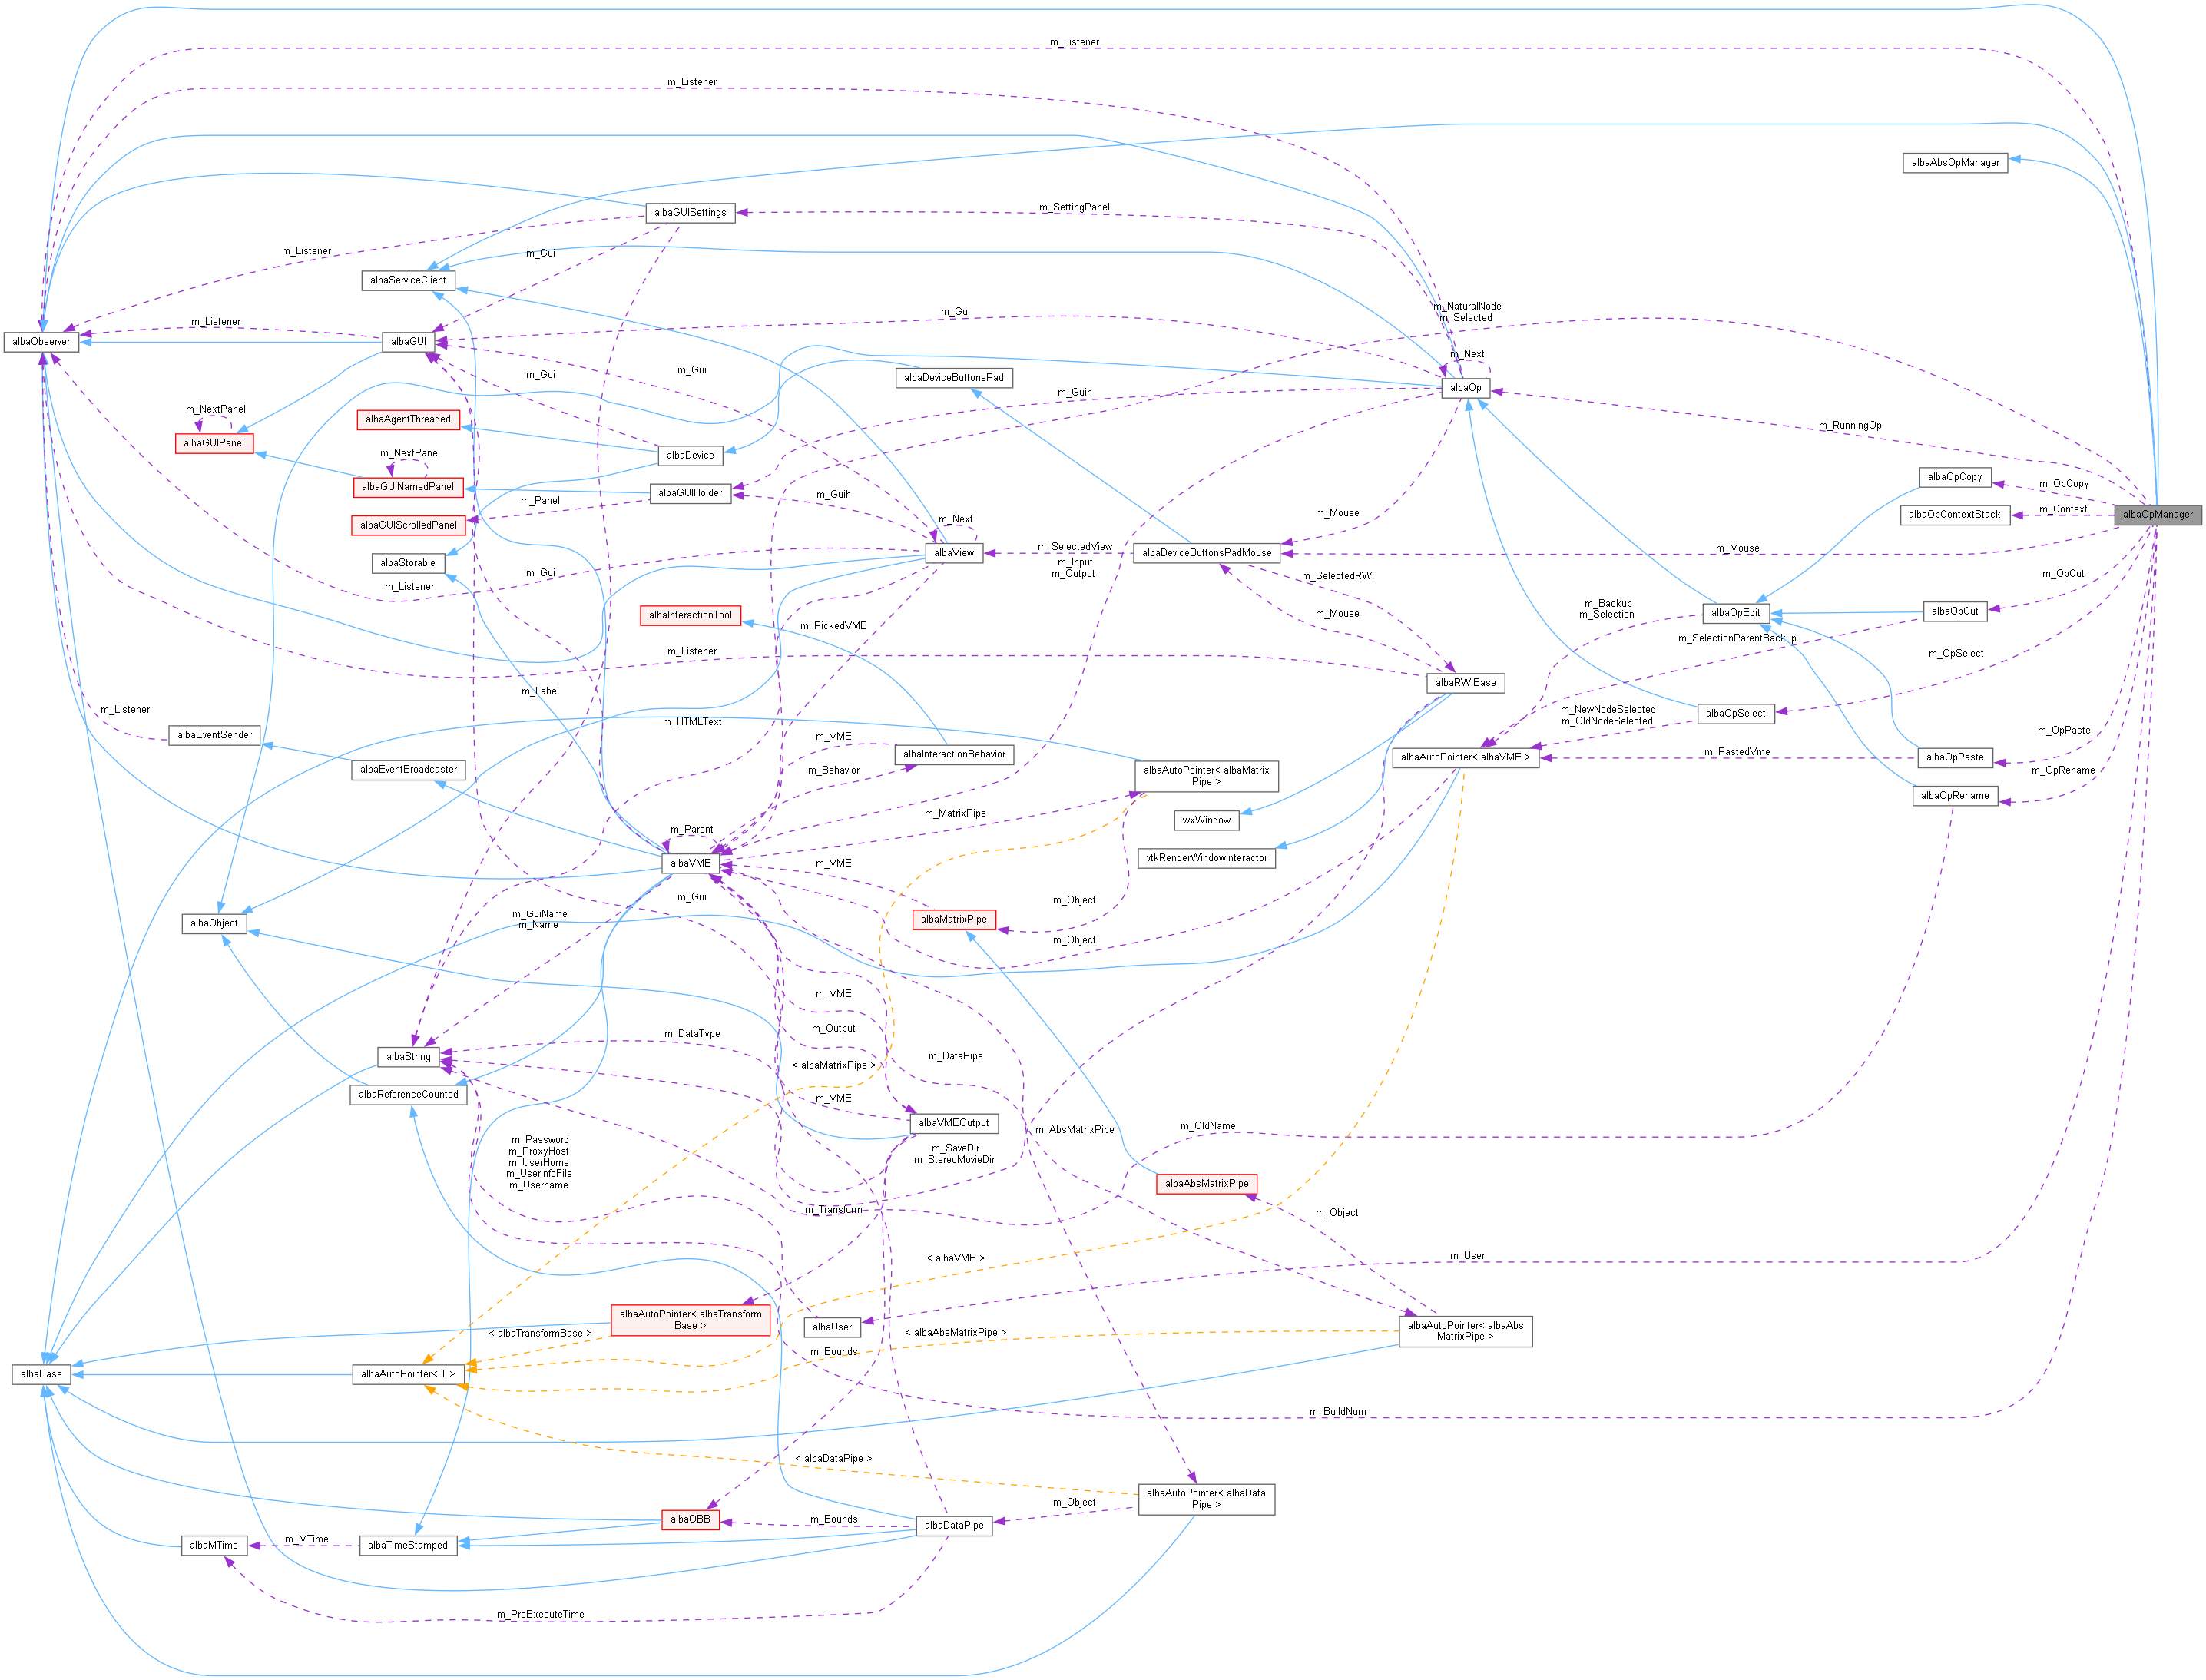 m_Listener
m_Listener
albaAbsOpManager
m_SettingPanel
albaGUISettings
m_Listener
m_Gui
albaServiceClient
m_NaturalNode
m_Selected
m_Gui
m_Listener
albaObserver
albaGUI
m_Next
m_Gui
m_Gui
albaDeviceButtonsPad
albaOp
m_Guih
m_NextPanel
albaAgentThreaded
m_RunningOp
albaGUIPanel
m_NextPanel
albaDevice
albaOpCopy
m_OpCopy
albaGUINamedPanel
albaGUIHolder
m_Guih
m_Panel
m_Mouse
albaOpContextStack
m_Context
albaOpManager
albaGUIScrolledPanel
m_Next
m_SelectedView
albaView
albaDeviceButtonsPadMouse
m_Mouse
albaStorable
m_Gui
m_Listener
m_Input
m_Output
m_SelectedRWI
m_OpCut
albaInteractionTool
m_Mouse
m_Backup
m_Selection
albaOpEdit
albaOpCut
m_PickedVME
m_SelectionParentBackup
m_Listener
m_OpSelect
albaRWIBase
m_Label
m_Listener
m_HTMLText
m_NewNodeSelected
m_OldNodeSelected
albaOpSelect
albaEventSender
m_VME
albaInteractionBehavior
m_OpPaste
albaEventBroadcaster
m_Behavior
albaAutoPointer< albaMatrix
Pipe >
albaAutoPointer< albaVME >
m_PastedVme
albaOpPaste
m_OpRename
albaOpRename
m_MatrixPipe
wxWindow
m_Parent
albaVME
m_VME
vtkRenderWindowInteractor
m_Gui
m_Object
m_GuiName
m_Name
albaObject
albaMatrixPipe
m_Object
m_VME
m_Output
m_DataType
m_DataPipe
albaString
< albaMatrixPipe >
albaReferenceCounted
m_VME
albaVMEOutput
m_AbsMatrixPipe
m_OldName
m_Password
m_ProxyHost
m_UserHome
m_UserInfoFile
m_Username
m_SaveDir
m_StereoMovieDir
albaAbsMatrixPipe
m_Transform
m_Object
< albaVME >
m_User
albaAutoPointer< albaTransform
Base >
albaUser
albaAutoPointer< albaAbs
MatrixPipe >
< albaTransformBase >
< albaAbsMatrixPipe >
m_Bounds
albaBase
albaAutoPointer< T >
m_BuildNum
< albaDataPipe >
albaAutoPointer< albaData
Pipe >
m_Object
albaOBB
m_Bounds
albaDataPipe
m_MTime
albaMTime
albaTimeStamped
m_PreExecuteTime